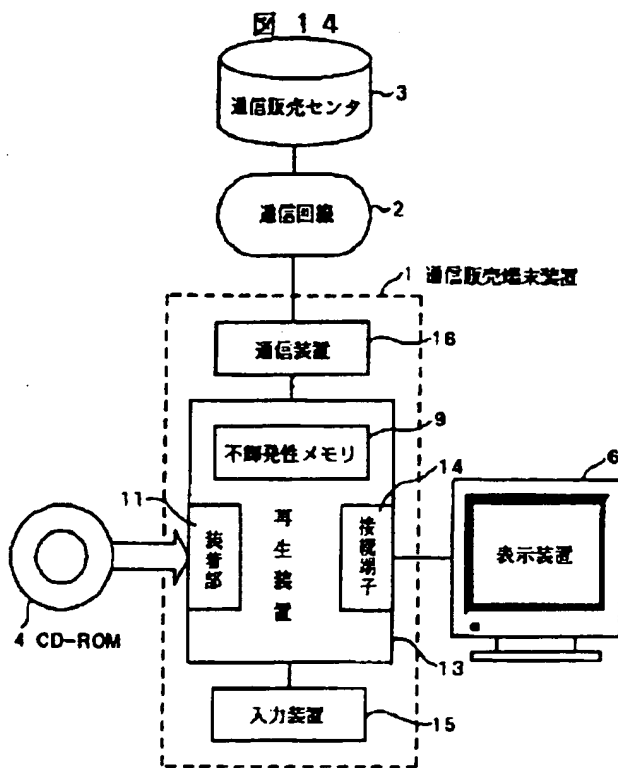 図 14
通信販売センタ
3
通信回線
2
1 通信販売端末装置
通信装置
16
9
不揮発性メモリ
14
6
11
装着部
再生装置
接続端子
表示装置
4 CD-ROM
13
入力装置
15